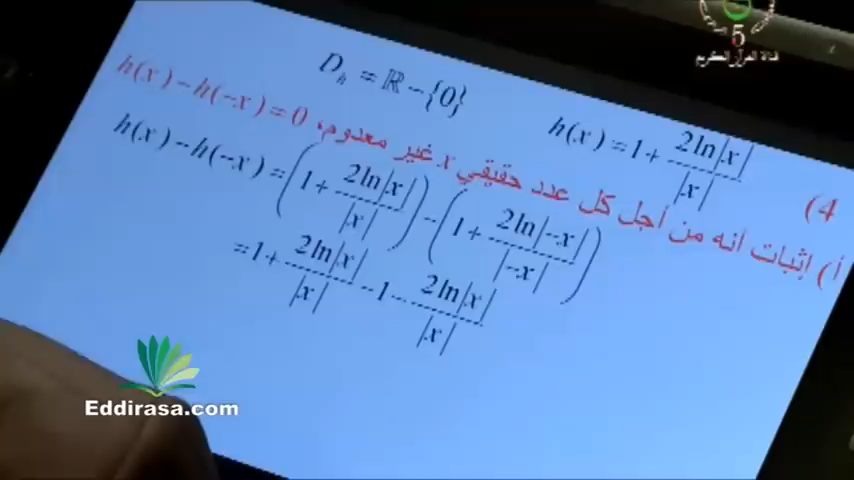 5
قناة القرآن الكريم
D_h = ℝ - {0}
h(x) = 1 + 2ln|x| / |x|
4)
أ) إثبات أنه من أجل كل عدد حقيقي x غير معدوم، h(x) - h(-x) = 0
h(x) - h(-x) = (1 + 2ln|x| / |x|) - (1 + 2ln|-x| / |-x|)
= 1 + 2ln|x| / |x| - 1 - 2ln|x| / |x|
Eddirasa.com